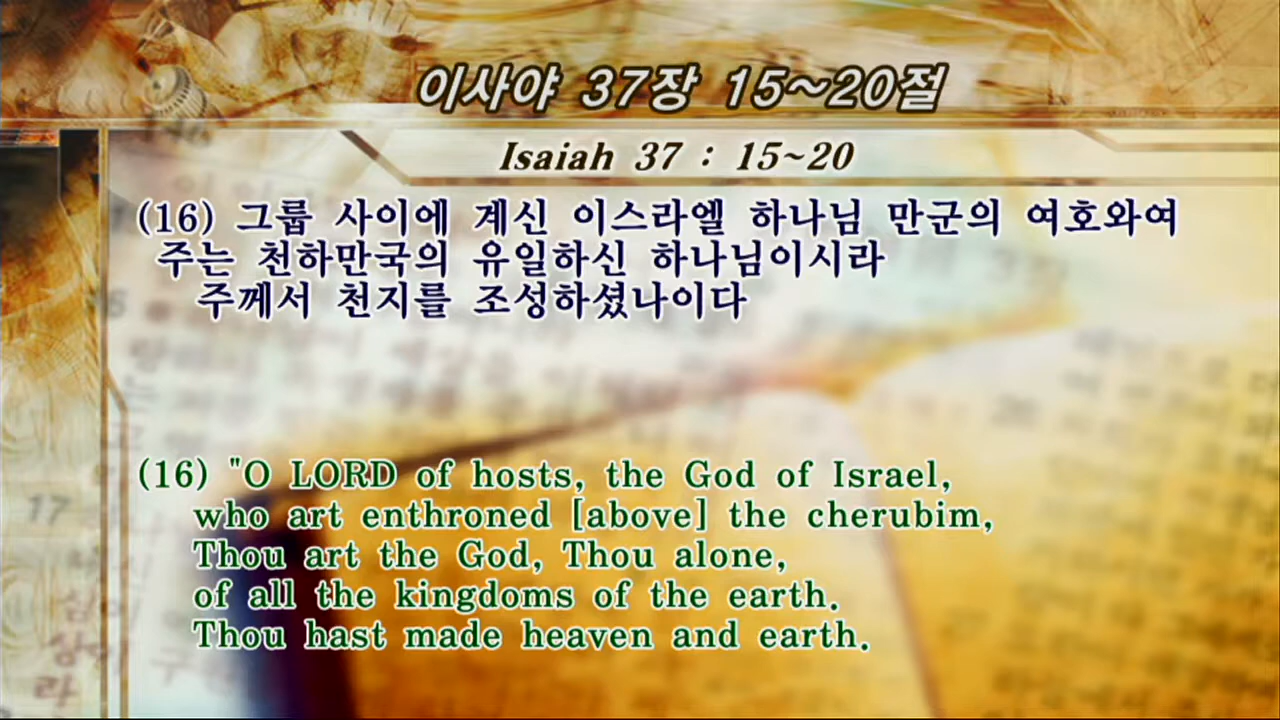 이사야 37장 15~20절
Isaiah 37 : 15~20
(16) 그룹 사이에 계신 이스라엘 하나님 만군의 여호와여
주는 천하만국의 유일하신 하나님이시라
주께서 천지를 조성하셨나이다
(16) "O LORD of hosts, the God of Israel,
who art enthroned [above] the cherubim,
Thou art the God, Thou alone,
of all the kingdoms of the earth.
Thou hast made heaven and earth.